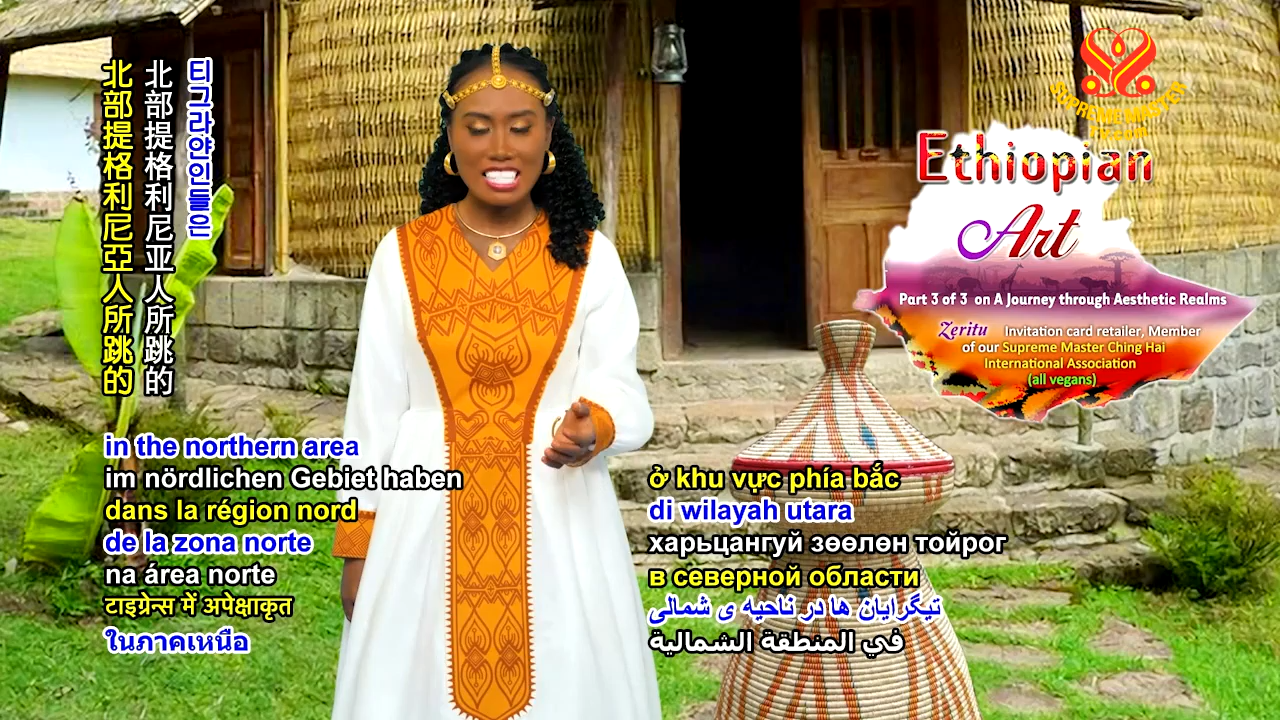 티그라얀인들인
北部提格利尼亚人所跳的
北部提格利尼亞人所跳的
SUPREME MASTER
TV.com
Ethiopian
Art
Part 3 of 3 on A Journey through Aesthetic Realms
Zeritu Invitation card retailer, Member
of our Supreme Master Ching Hai
International Association
(all vegans)
in the northern area
im nördlichen Gebiet haben
dans la région nord
de la zona norte
na área norte
टाइग्रेन्स में अपेक्षाकृत
ในภาคเหนือ
ở khu vực phía bắc
di wilayah utara
харьцангуй зөөлөн тойрог
в северной области
تیگرایان ها در ناحیه ی شمالی
في المنطقة الشمالية